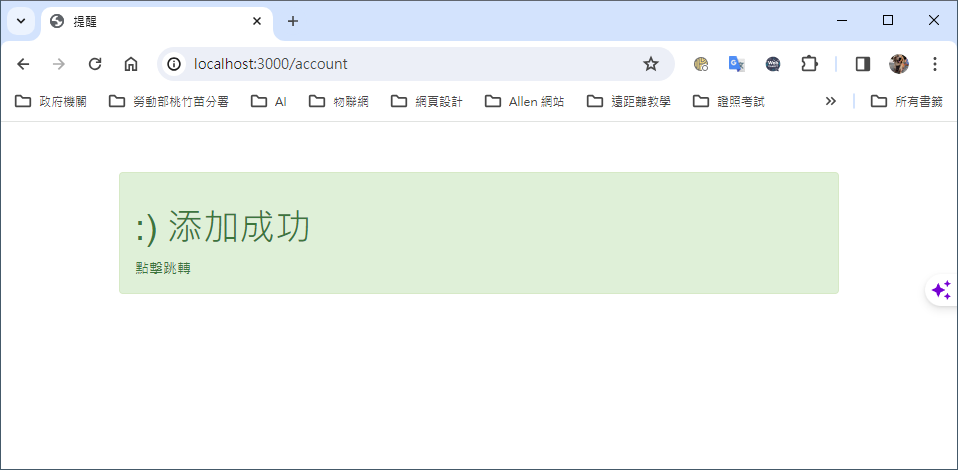 提醒
localhost:3000/account
政府機關 勞動部桃竹苗分署 AI 物聯網 網頁設計 Allen 網站 遠距離教學 證照考試 所有書籤
:) 添加成功
點擊跳轉